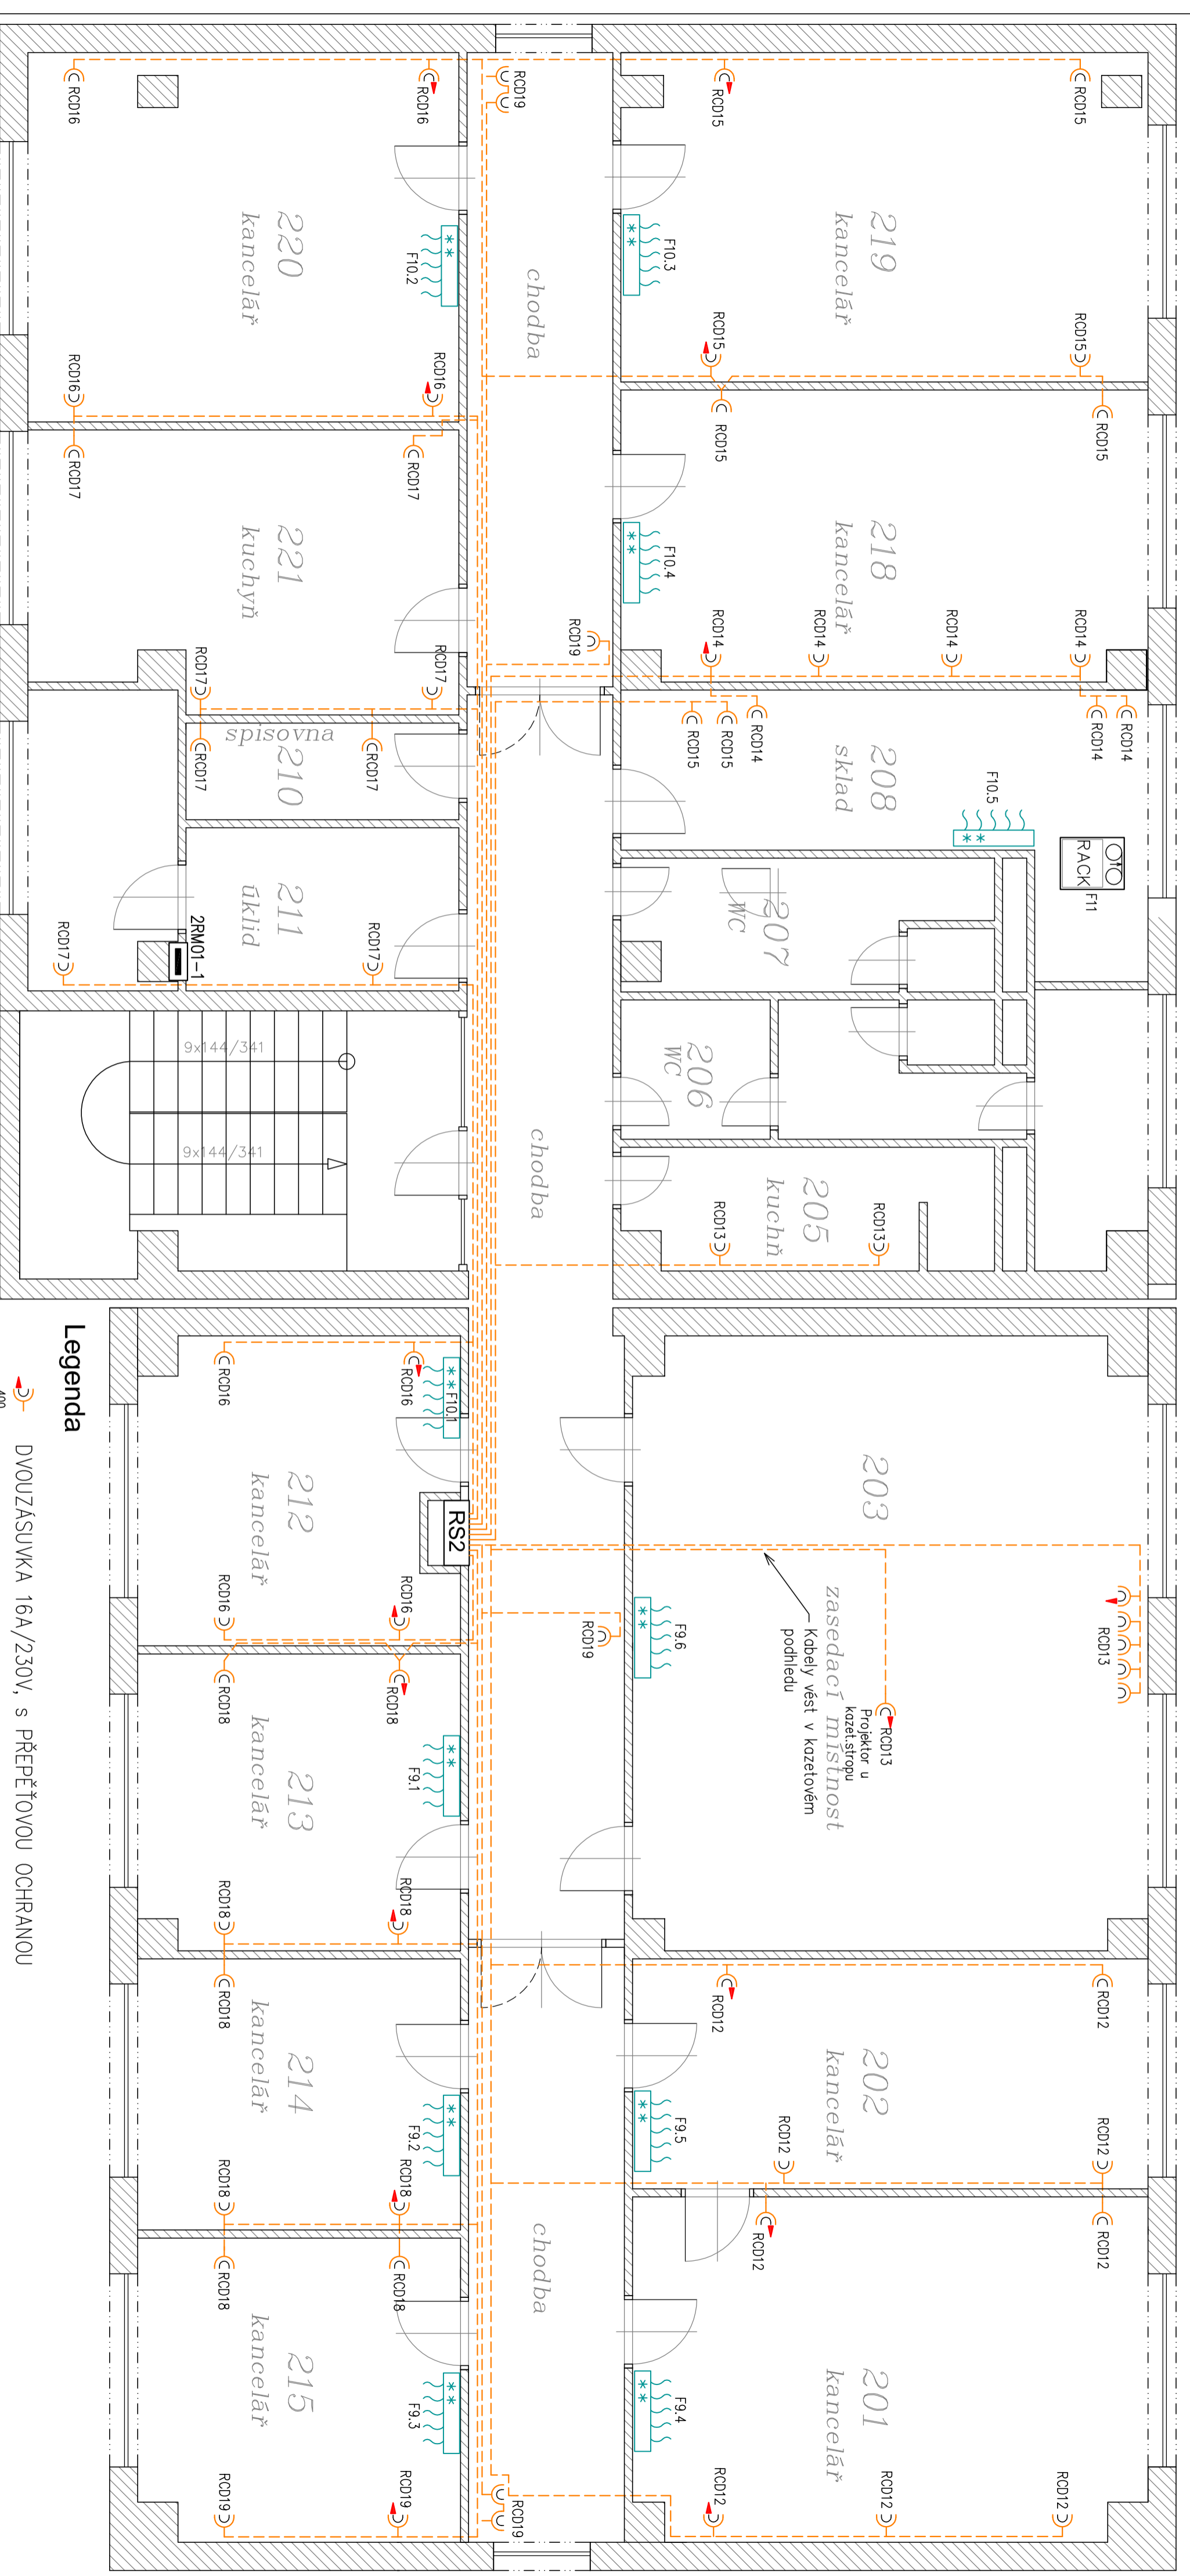 RCD16
RCD16
RCD19
RCD15
RCD15
220
kancelář
F10.2
chodba
F10.3
219
kancelář
RCD16
RCD16
RCD15
RCD15
RCD17
RCD17
RCD15
RCD15
221
kuchyň
F10.4
218
kancelář
RCD17
RCD17
RCD19
RCD14
RCD14
RCD14
RCD14
RCD17
RCD17
RCD15
RCD15
RCD14
RCD14
RCD14
spisovna
210
208
sklad
F10.5
RACK
F11
211
úklid
207
WC
RCD17
2RM01-1
RCD17
9x144/341
9x144/341
206
WC
chodba
205
kuchň
RCD13
RCD13
Legenda
DVOUZÁSUVKA 16A/230V, s PŘEPĚŤOVOU OCHRANOU
RCD16
RCD16
F10.1
212
kancelář
RS2
203
zasedací místnost
RCD16
RCD16
RCD19
F9.6
Kabely vést v kazetovém
podhledu
RCD13
RCD13
Projektor u
kazet.stropu
RCD18
RCD18
213
kancelář
F9.1
RCD18
RCD18
RCD18
RCD12
RCD12
214
kancelář
F9.2
202
kancelář
F9.5
RCD18
RCD18
RCD12
RCD12
RCD18
RCD18
RCD12
RCD12
chodba
215
kancelář
F9.3
F9.4
201
kancelář
RCD19
RCD19
RCD19
RCD12
RCD12
RCD12